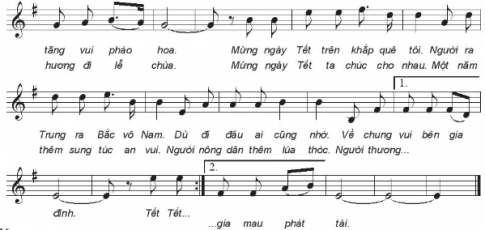 tăng vui pháo hoa. Mừng ngày Tết trên khắp quê tôi. Người ra
hương đi lễ chùa. Mừng ngày Tết ta chúc cho nhau. Một năm
1.
Trung ra Bắc vô Nam. Dù đi đâu ai cũng nhớ. Về chung vui bên gia
thêm sung túc an vui. Người nông dân thêm lúa thóc. Người thương...
2.
đình. Tết Tết...
...gia mau phát tài.